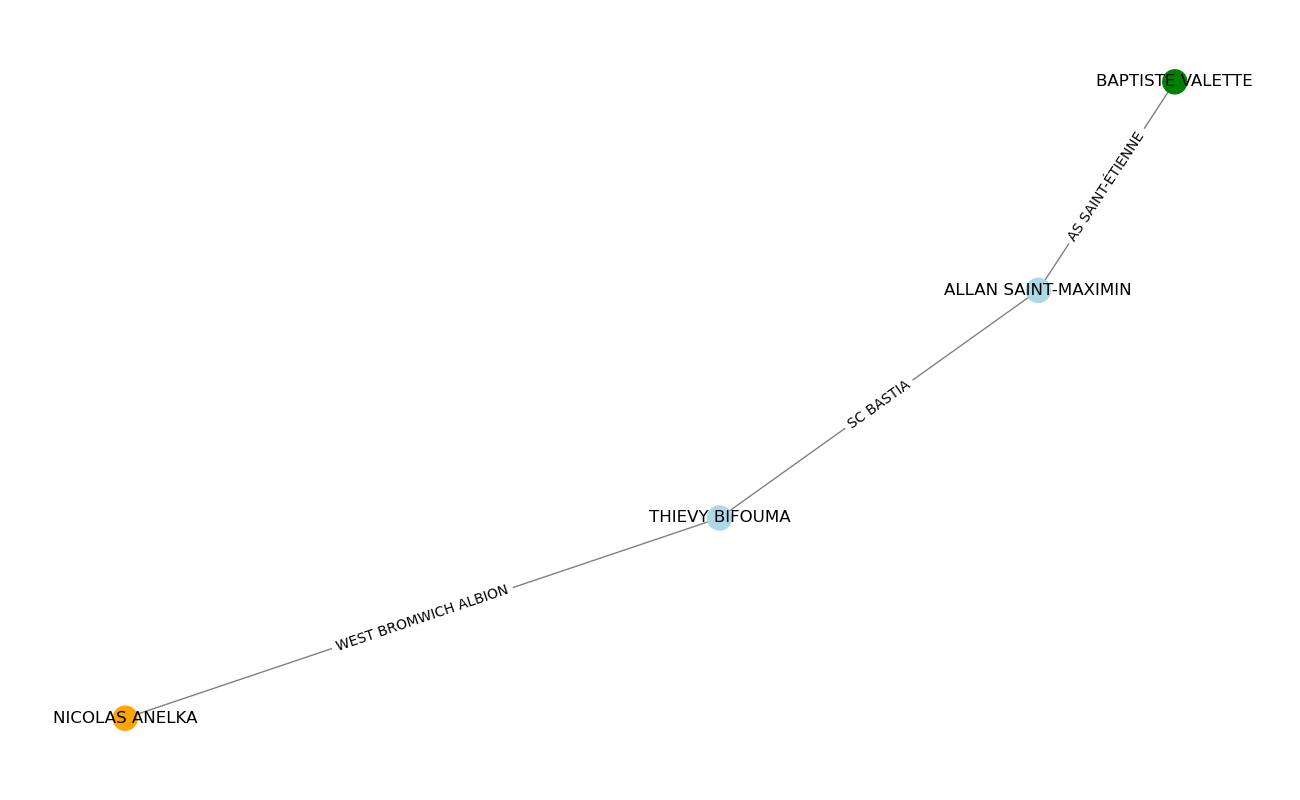 BAPTISTE VALETTE
AS SAINT-ÉTIENNE
ALLAN SAINT-MAXIMIN
SC BASTIA
THIEVY BIFOUMA
WEST BROMWICH ALBION
NICOLAS ANELKA